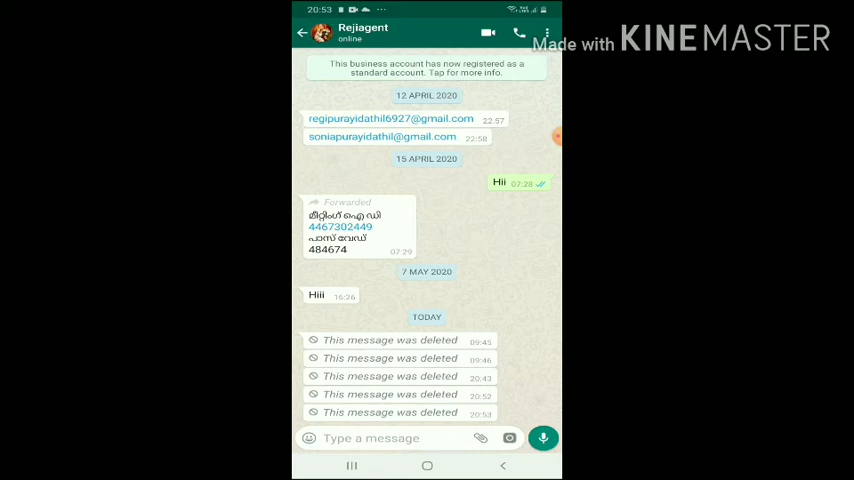 20:53
Rejiagent
online
Made with KINEMASTER
This business account has now registered as a
standard account. Tap for more info.
12 APRIL 2020
regipurayidathil6927@gmail.com 22:57
soniapurayidathil@gmail.com 22:58
15 APRIL 2020
Hii 07:28
Forwarded
മീറ്റിംഗ് ഐ ഡി
4467302449
പാസ് വേഡ്
484674 07:29
7 MAY 2020
Hiii 16:26
TODAY
This message was deleted 09:45
This message was deleted 09:46
This message was deleted 20:43
This message was deleted 20:52
This message was deleted 20:53
Type a message